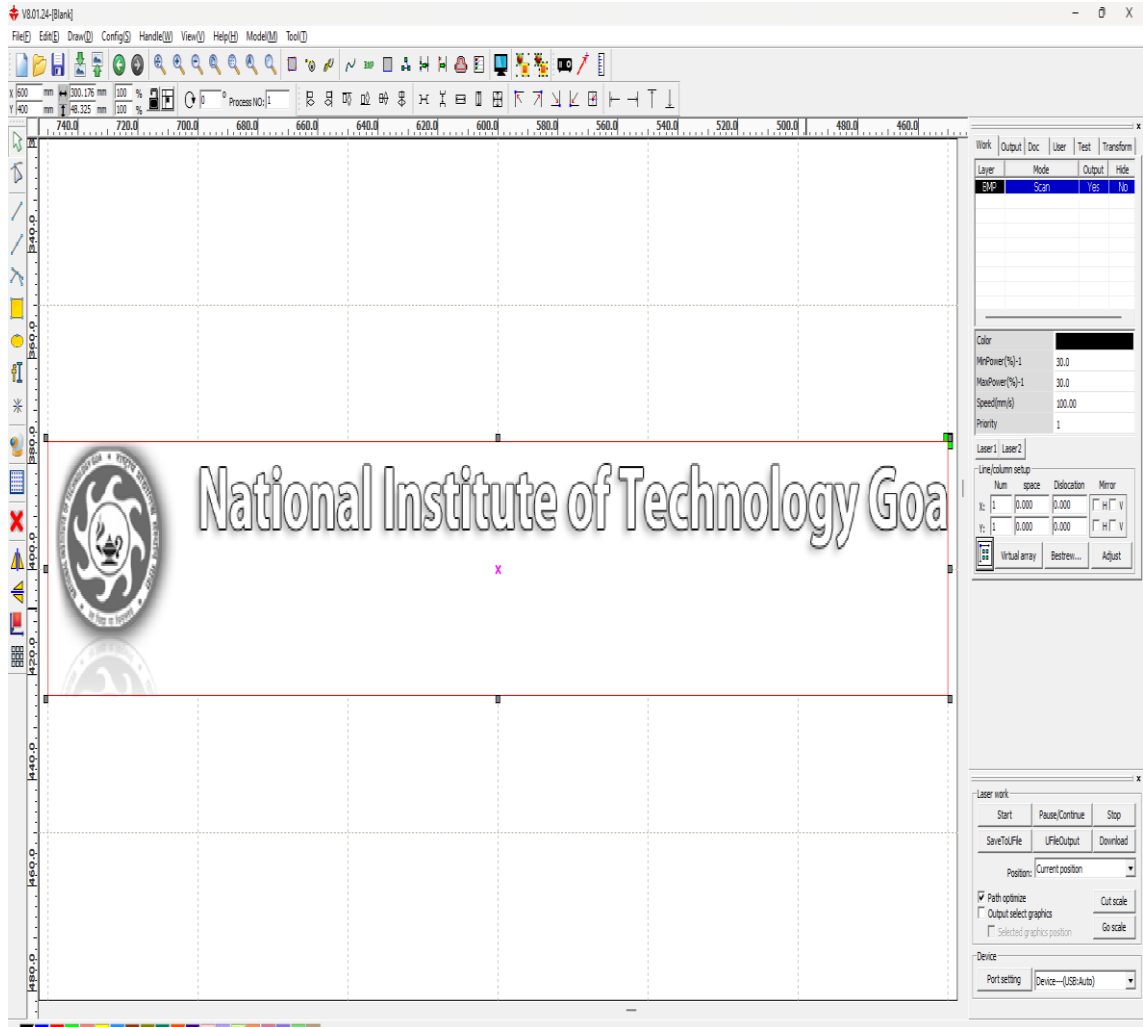 V8.01.24-[Blank]
File(F) Edit(E) Draw(D) Config(S) Handle(W) View(V) Help(H) Model(M) Tool(T)
X 600 mm 300.176 mm 100 % 0 ° Process NO: 1
Y 400 mm 48.325 mm 100 %
740.0 720.0 700.0 680.0 660.0 640.0 620.0 600.0 580.0 560.0 540.0 520.0 500.0 480.0 460.0
340.0
360.0
380.0
400.0
420.0
440.0
460.0
480.0
National Institute of Technology Goa
X
Work Output Doc User Test Transform
Layer Mode Output Hide
BMP Scan Yes No
Color
MinPower(%)-1 30.0
MaxPower(%)-1 30.0
Speed(mm/s) 100.00
Priority 1
Laser1 Laser2
Line/column setup
Num space Dislocation Mirror
X: 1 0.000 0.000 H V
Y: 1 0.000 0.000 H V
Virtual array Bestrew... Adjust
Laser work
Start Pause/Continue Stop
SaveToUFile UFileOutput Download
Position: Current position
Path optimize Cut scale
Output select graphics
Selected graphics position Go scale
Device
Port setting Device---(USB:Auto)